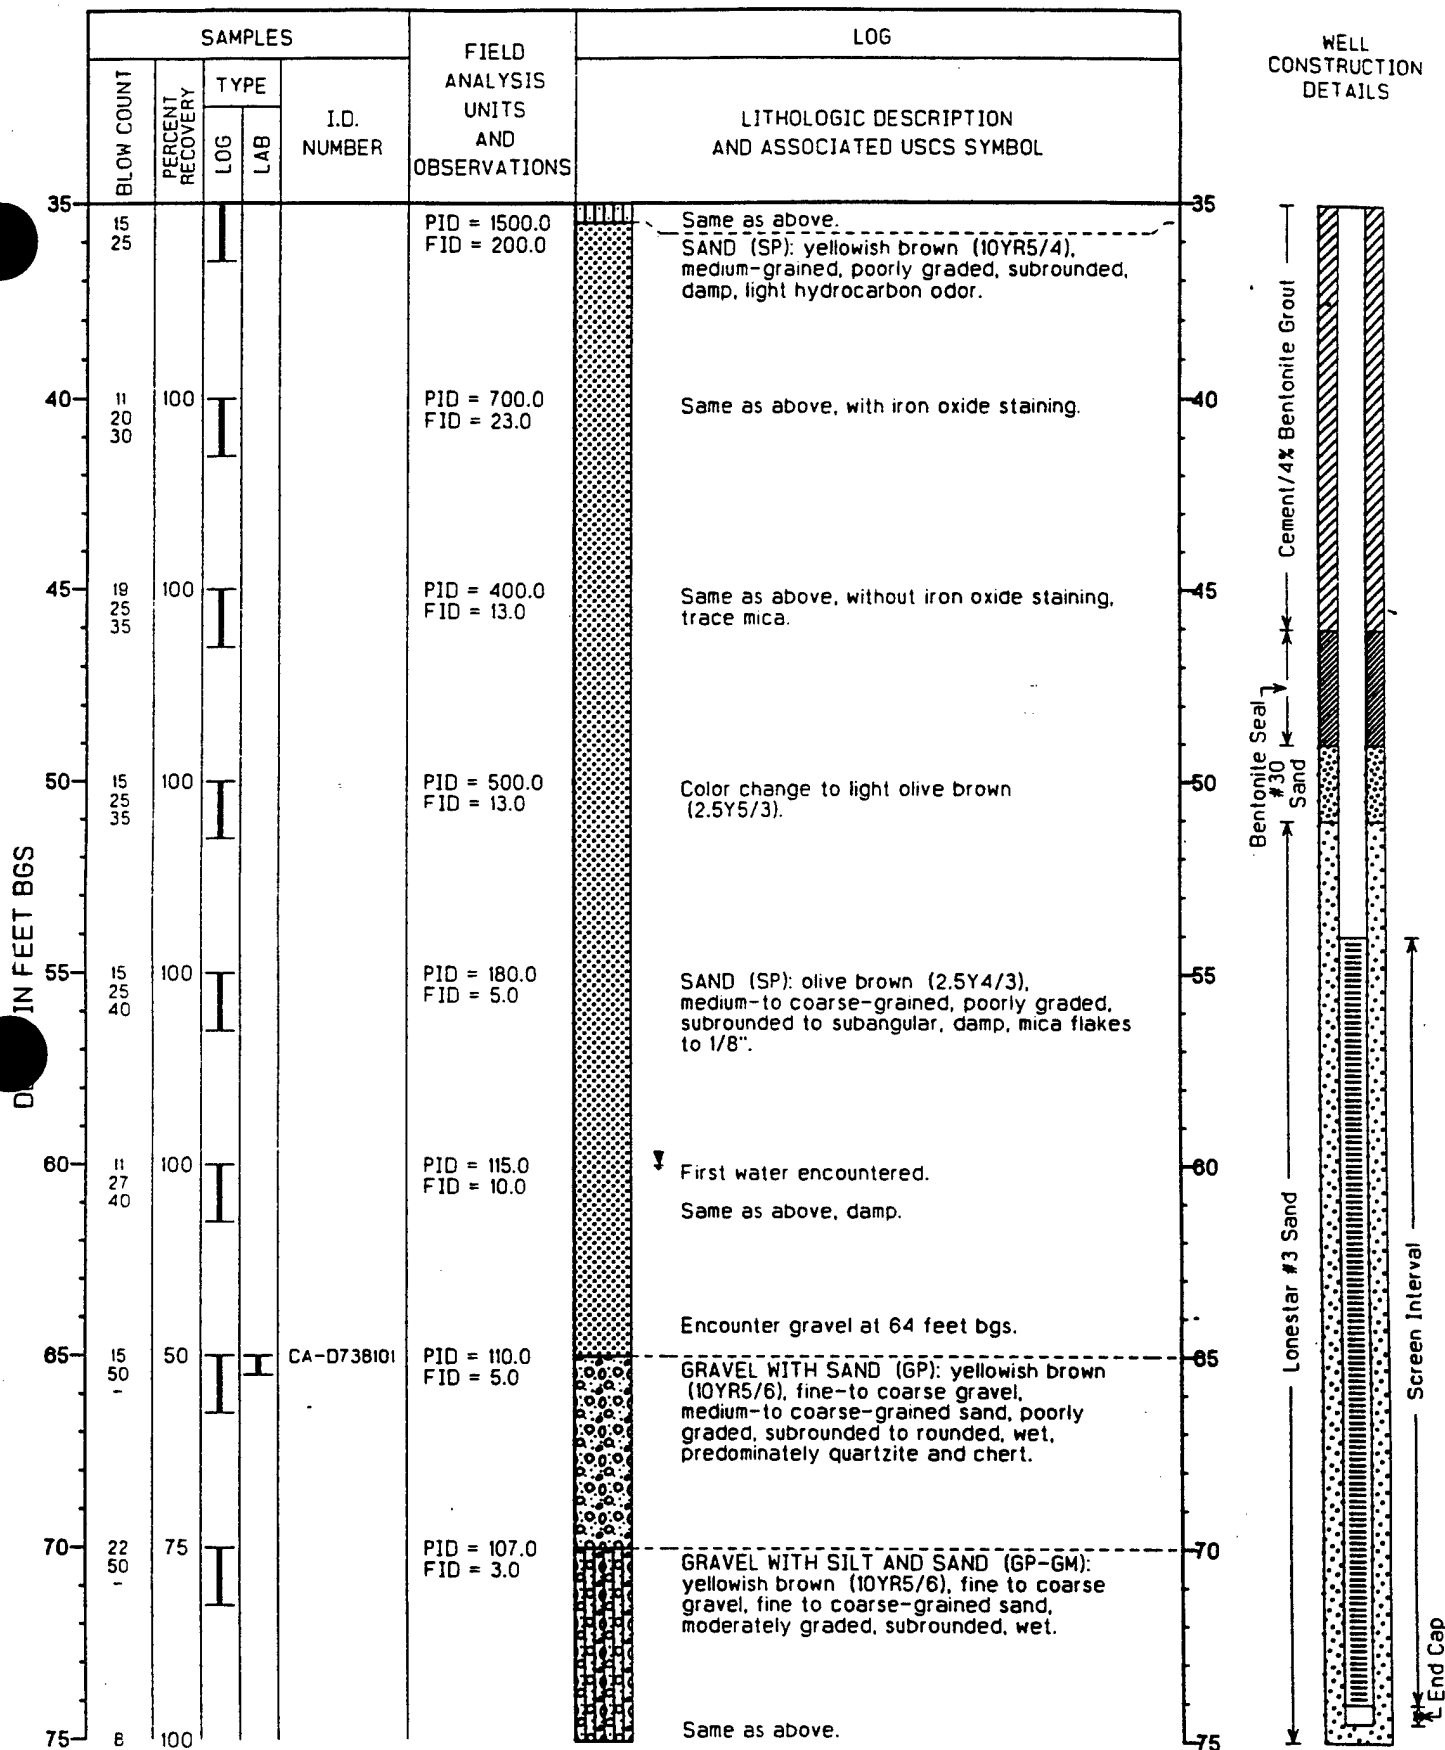 SAMPLES
FIELD
ANALYSIS
UNITS
AND
OBSERVATIONS
LOG
WELL
CONSTRUCTION
DETAILS
BLOW COUNT
PERCENT
RECOVERY
TYPE
LOG
LAB
I.D.
NUMBER
LITHOLOGIC DESCRIPTION
AND ASSOCIATED USCS SYMBOL
IN FEET BGS
35
15
25
PID = 1500.0
FID = 200.0
Same as above.
SAND (SP): yellowish brown (10YR5/4),
medium-grained, poorly graded, subrounded,
damp, light hydrocarbon odor.
35
40
11
20
30
100
PID = 700.0
FID = 23.0
Same as above, with iron oxide staining.
40
45
19
25
35
100
PID = 400.0
FID = 13.0
Same as above, without iron oxide staining,
trace mica.
45
50
15
25
35
100
PID = 500.0
FID = 13.0
Color change to light olive brown
(2.5Y5/3).
50
55
15
25
40
100
PID = 180.0
FID = 5.0
SAND (SP): olive brown (2.5Y4/3),
medium-to coarse-grained, poorly graded,
subrounded to subangular, damp, mica flakes
to 1/8".
55
60
11
27
40
100
PID = 115.0
FID = 10.0
First water encountered.
Same as above, damp.
60
Encounter gravel at 64 feet bgs.
65
15
50
-
50
CA-D738101
PID = 110.0
FID = 5.0
GRAVEL WITH SAND (GP): yellowish brown
(10YR5/6), fine-to coarse gravel,
medium-to coarse-grained sand, poorly
graded, subrounded to rounded, wet,
predominately quartzite and chert.
65
70
22
50
-
75
PID = 107.0
FID = 3.0
GRAVEL WITH SILT AND SAND (GP-GM):
yellowish brown (10YR5/6), fine to coarse
gravel, fine to coarse-grained sand,
moderately graded, subrounded, wet.
70
75
8
100
Same as above.
75
Cement/4% Bentonite Grout
Bentonite Seal
#30
Sand
Lonestar #3 Sand
Screen Interval
End Cap